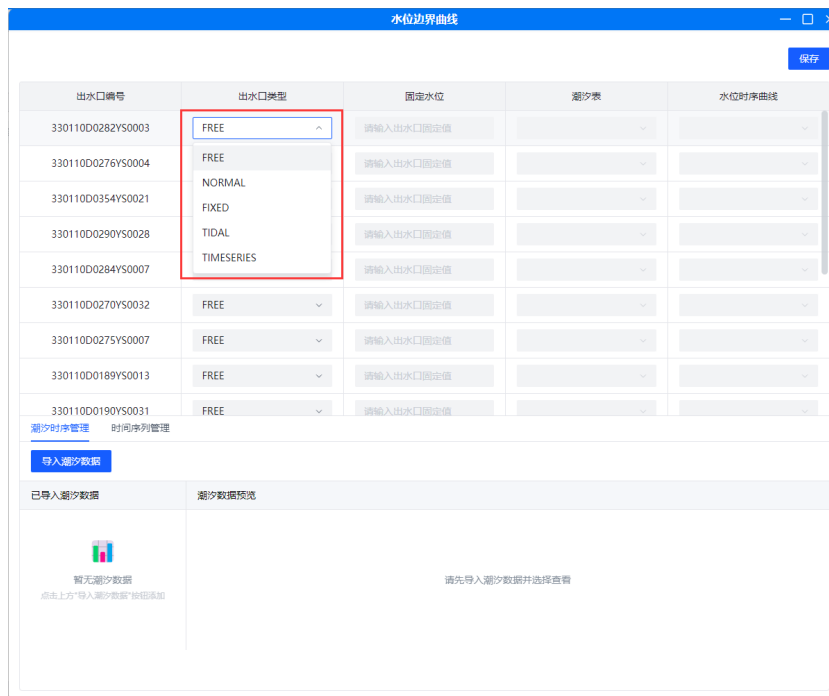 水位边界曲线
保存
出水口编号 出水口类型 固定水位 潮汐表 水位时序曲线
330110D0282YS0003 FREE 请输入出水口固定值
330110D0276YS0004 FREE 请输入出水口固定值
NORMAL
330110D0354YS0021 FIXED 请输入出水口固定值
330110D0290YS0028 TIDAL 请输入出水口固定值
330110D0284YS0007 TIMESERIES 请输入出水口固定值
330110D0270YS0032 FREE 请输入出水口固定值
330110D0275YS0007 FREE 请输入出水口固定值
330110D0189YS0013 FREE 请输入出水口固定值
330110D0190YS0031 FREE 请输入出水口固定值
潮汐时序管理 时间序列管理
导入潮汐数据
已导入潮汐数据 潮汐数据预览
暂无潮汐数据 请先导入潮汐数据并选择查看
点击上方"导入潮汐数据"按钮添加